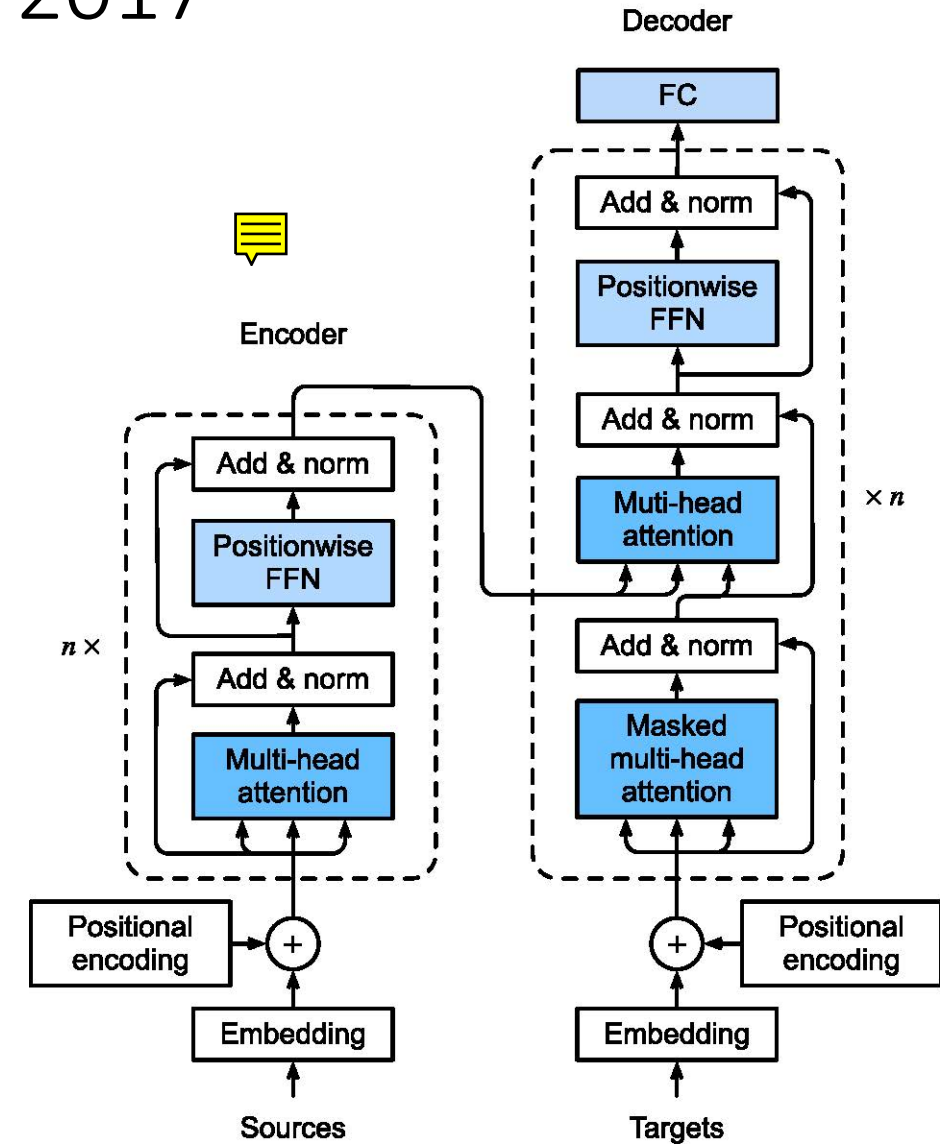 2017
Decoder
FC
Add & norm
Positionwise
FFN
Add & norm
Muti-head
attention
× n
Add & norm
Masked
multi-head
attention
Positional
encoding
+
Embedding
Targets
Encoder
Add & norm
Positionwise
FFN
n ×
Add & norm
Multi-head
attention
Positional
encoding
+
Embedding
Sources